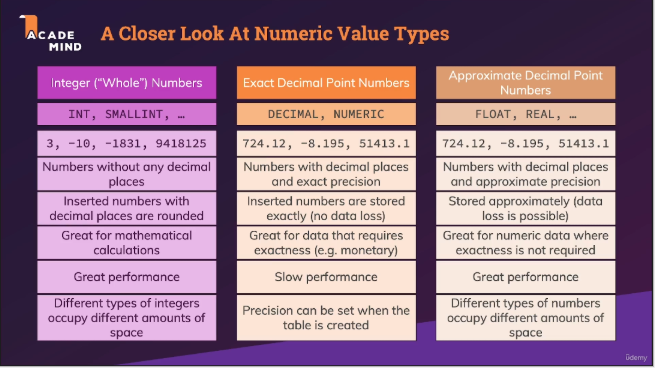 ACADE
MIND
A Closer Look At Numeric Value Types
Integer ("Whole") Numbers
INT, SMALLINT, …
3, -10, -1831, 9418125
Numbers without any decimal
places
Inserted numbers with
decimal places are rounded
Great for mathematical
calculations
Great performance
Different types of integers
occupy different amounts of
space
Exact Decimal Point Numbers
DECIMAL, NUMERIC
724.12, -8.195, 51413.1
Numbers with decimal places
and exact precision
Inserted numbers are stored
exactly (no data loss)
Great for data that requires
exactness (e.g. monetary)
Slow performance
Precision can be set when the
table is created
Approximate Decimal Point
Numbers
FLOAT, REAL, …
724.12, -8.195, 51413.1
Numbers with decimal places
and approximate precision
Stored approximately (data
loss is possible)
Great for numeric data where
exactness is not required
Great performance
Different types of numbers
occupy different amounts of
space
ûdemy